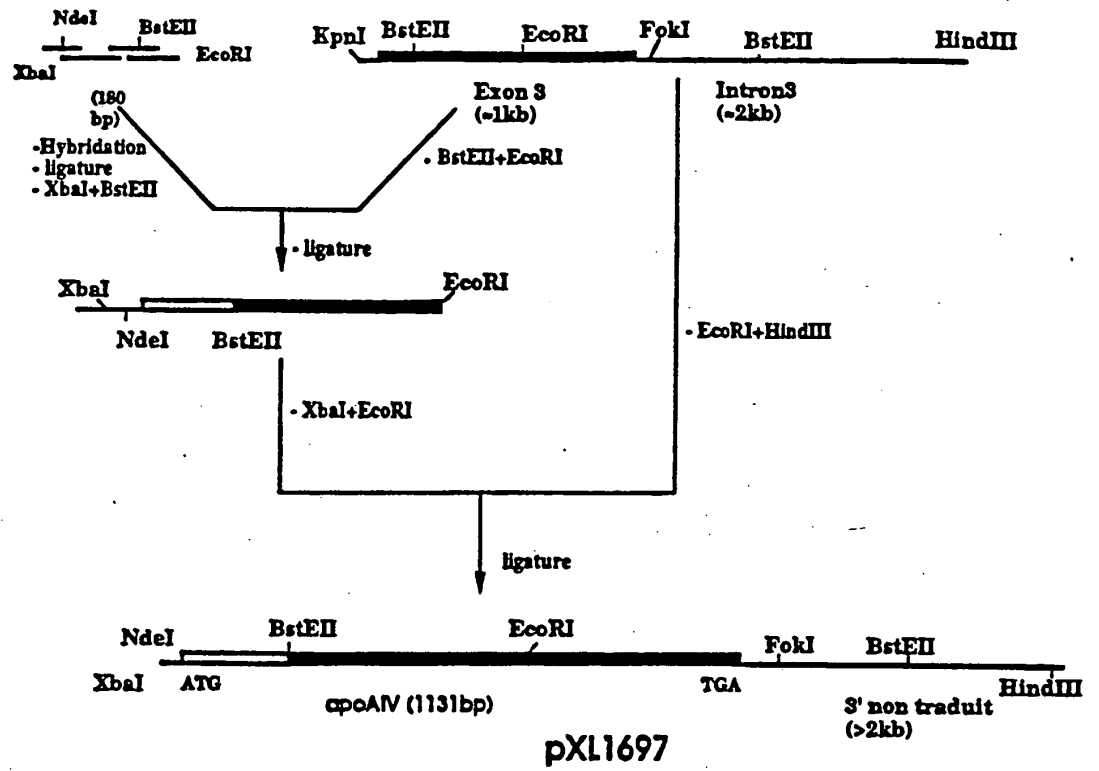 NdeI
BstEII
XbaI
EcoRI
KpnI
BstEII
EcoRI
FokI
BstEII
HindIII
(180
bp)
Exon 3
(~1kb)
Intron3
(~2kb)
-Hybridation
- ligature
- XbaI+BstEII
- BstEII+EcoRI
- ligature
XbaI
EcoRI
NdeI
BstEII
- EcoRI+HindIII
- XbaI+EcoRI
ligature
NdeI
BstEII
EcoRI
FokI
BstEII
XbaI
ATG
TGA
HindIII
apoAIV (1131bp)
3' non traduit
(>2kb)
pXL1697